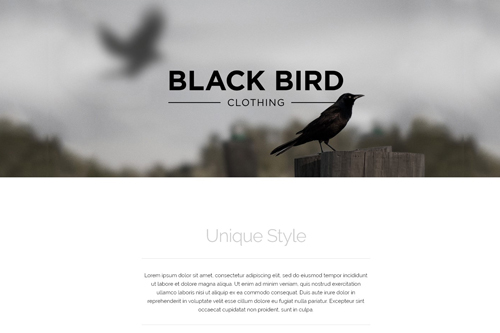 BLACK BIRD
CLOTHING
Unique Style
Lorem ipsum dolor sit amet, consectetur adipiscing elit, sed do eiusmod tempor incididunt
ut labore et dolore magna aliqua. Ut enim ad minim veniam, quis nostrud exercitation
ullamco laboris nisi ut aliquip ex ea commodo consequat. Duis aute irure dolor in
reprehenderit in voluptate velit esse cillum dolore eu fugiat nulla pariatur. Excepteur sint
occaecat cupidatat non proident, sunt in culpa.